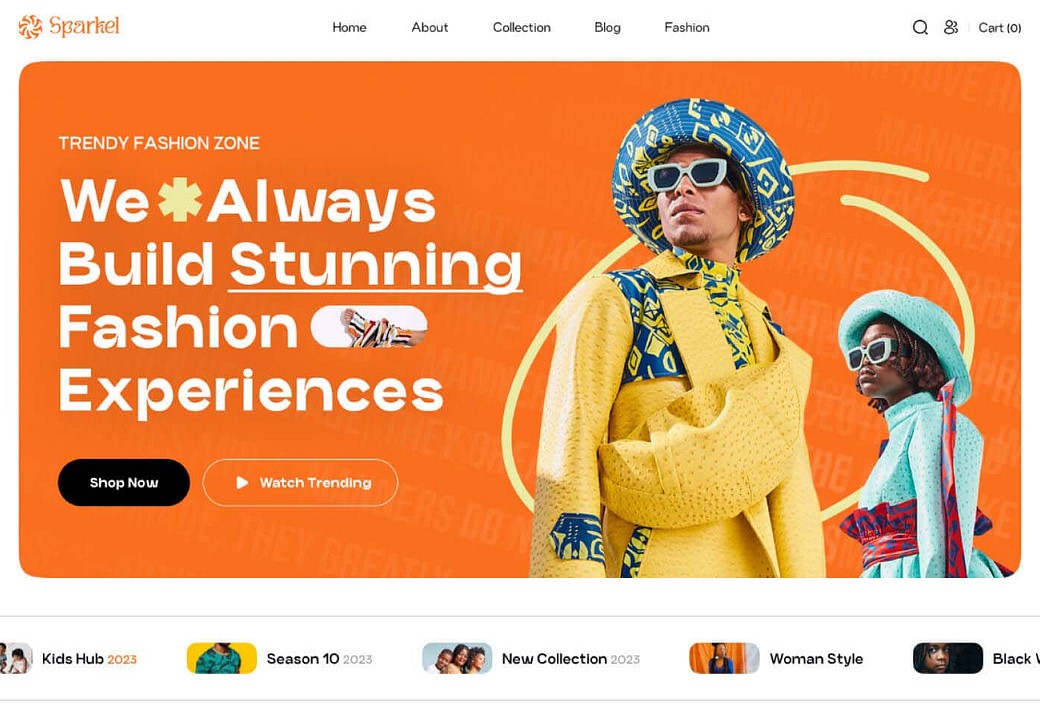 Sparkel
Home
About
Collection
Blog
Fashion
Cart (0)
TRENDY FASHION ZONE
We Always
Build Stunning
Fashion
Experiences
Shop Now
Watch Trending
Kids Hub 2023
Season 10 2023
New Collection 2023
Woman Style
Black